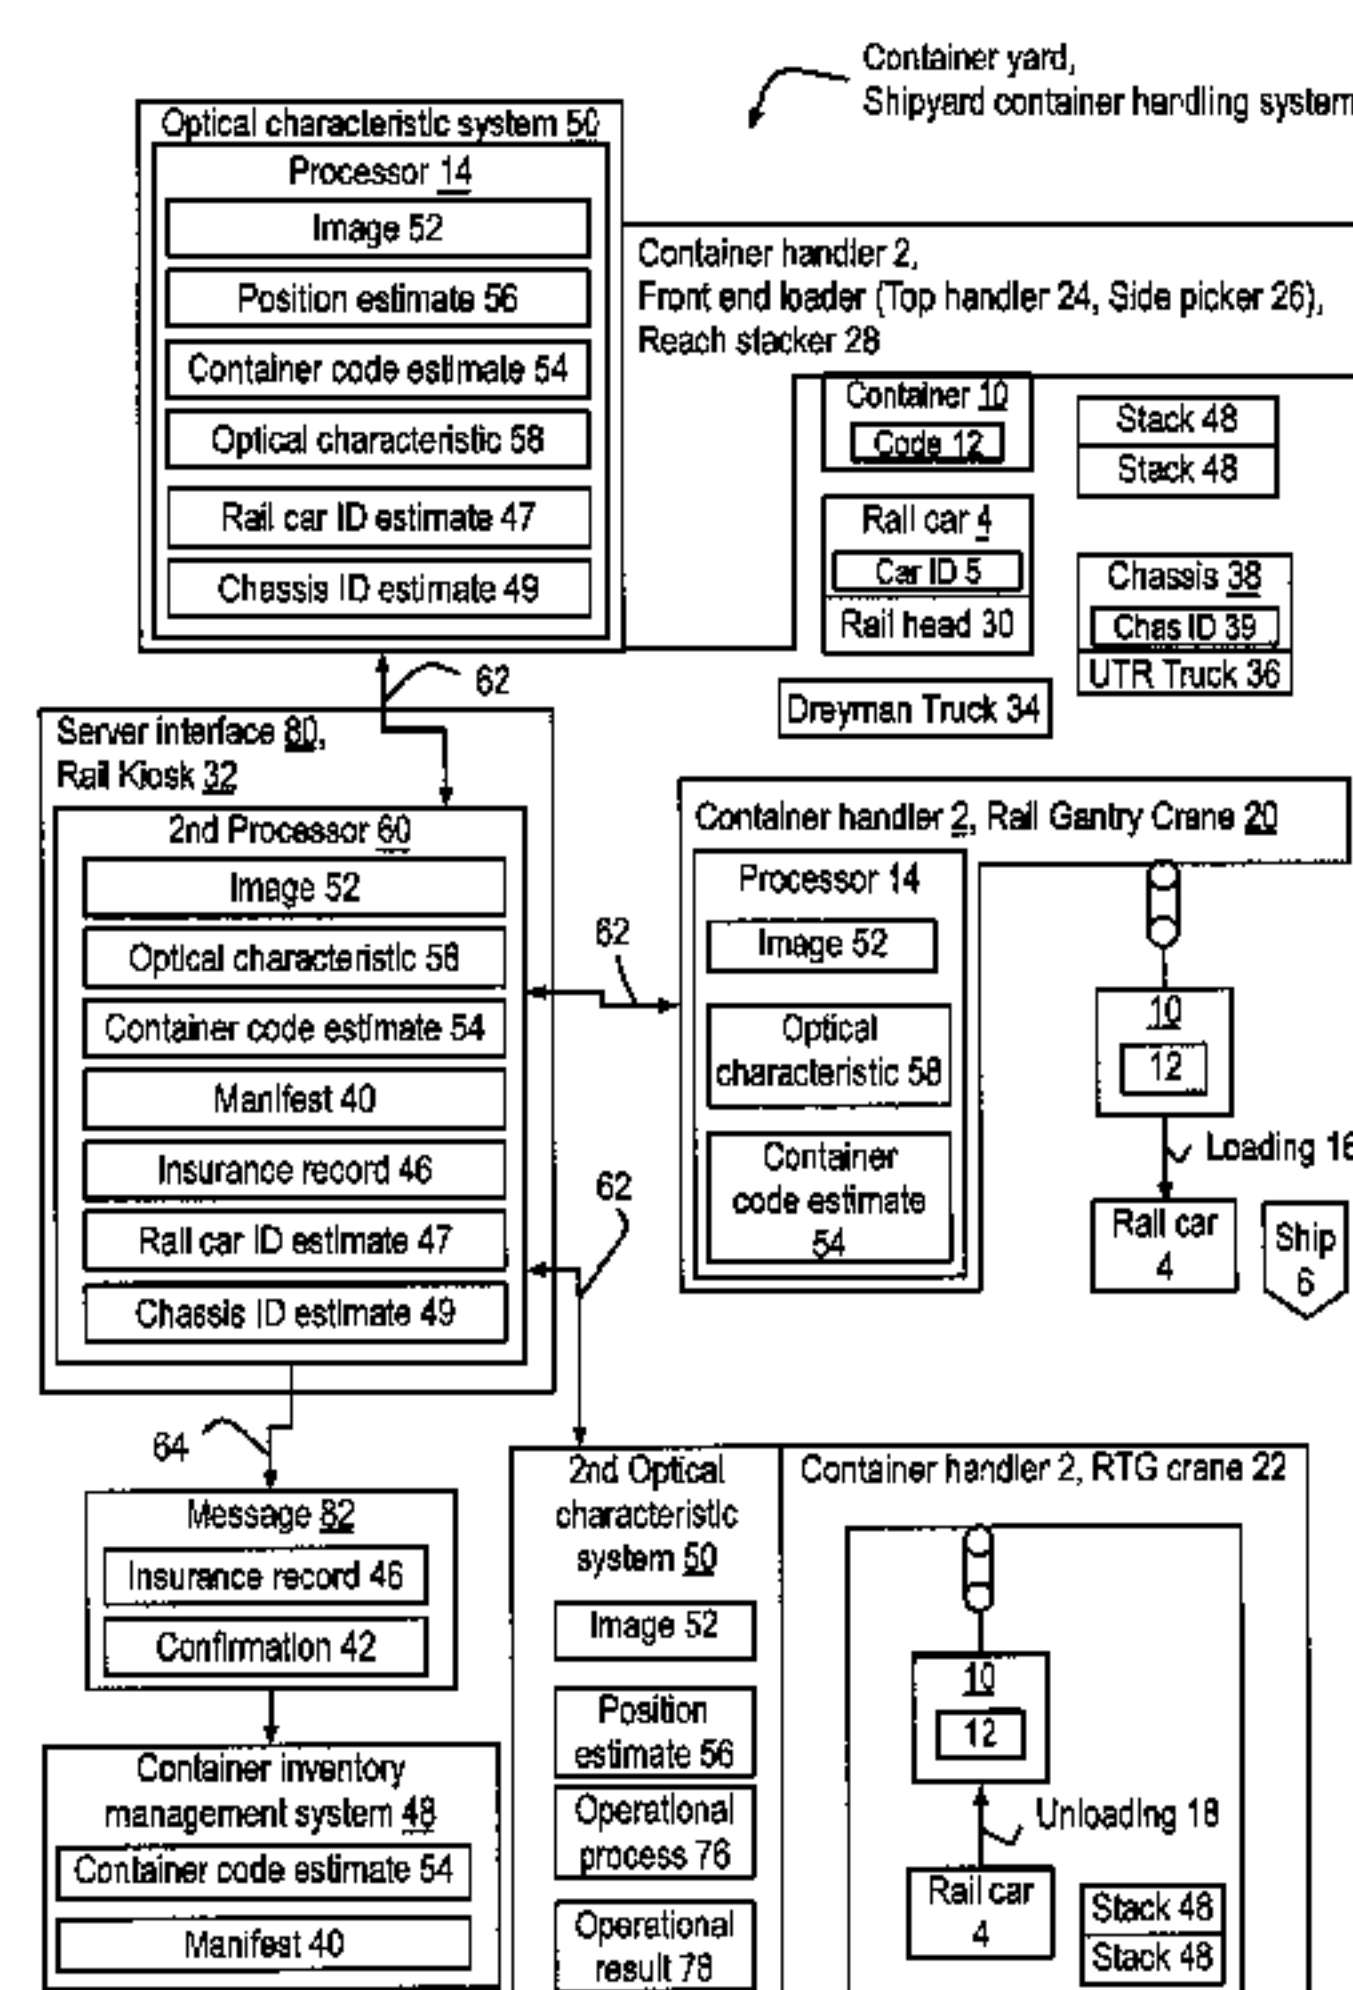 Container yard,
Shipyard container handling system
Optical characteristic system 50
Processor 14
Image 52
Position estimate 56
Container code estimate 54
Optical characteristic 58
Rail car ID estimate 47
Chassis ID estimate 49
Container handler 2,
Front end loader (Top handler 24, Side picker 26),
Reach stacker 28
Container 10
Code 12
Stack 48
Stack 48
Rail car 4
Car ID 5
Rail head 30
Chassis 38
Chas ID 39
UTR Truck 36
Drayman Truck 34
62
Server interface 80,
Rail Kiosk 32
2nd Processor 60
Image 52
Optical characteristic 58
Container code estimate 54
Manifest 40
Insurance record 46
Rail car ID estimate 47
Chassis ID estimate 49
62
62
Container handler 2, Rail Gantry Crane 20
Processor 14
Image 52
Optical
characteristic 58
Container
code estimate
54
10
12
Loading 16
Rail car
4
Ship
6
64
Message 82
Insurance record 46
Confirmation 42
Container inventory
management system 48
Container code estimate 54
Manifest 40
2nd Optical
characteristic
system 50
Image 52
Position
estimate 56
Operational
process 76
Operational
result 78
Container handler 2, RTG crane 22
10
12
Unloading 18
Rail car
4
Stack 48
Stack 48